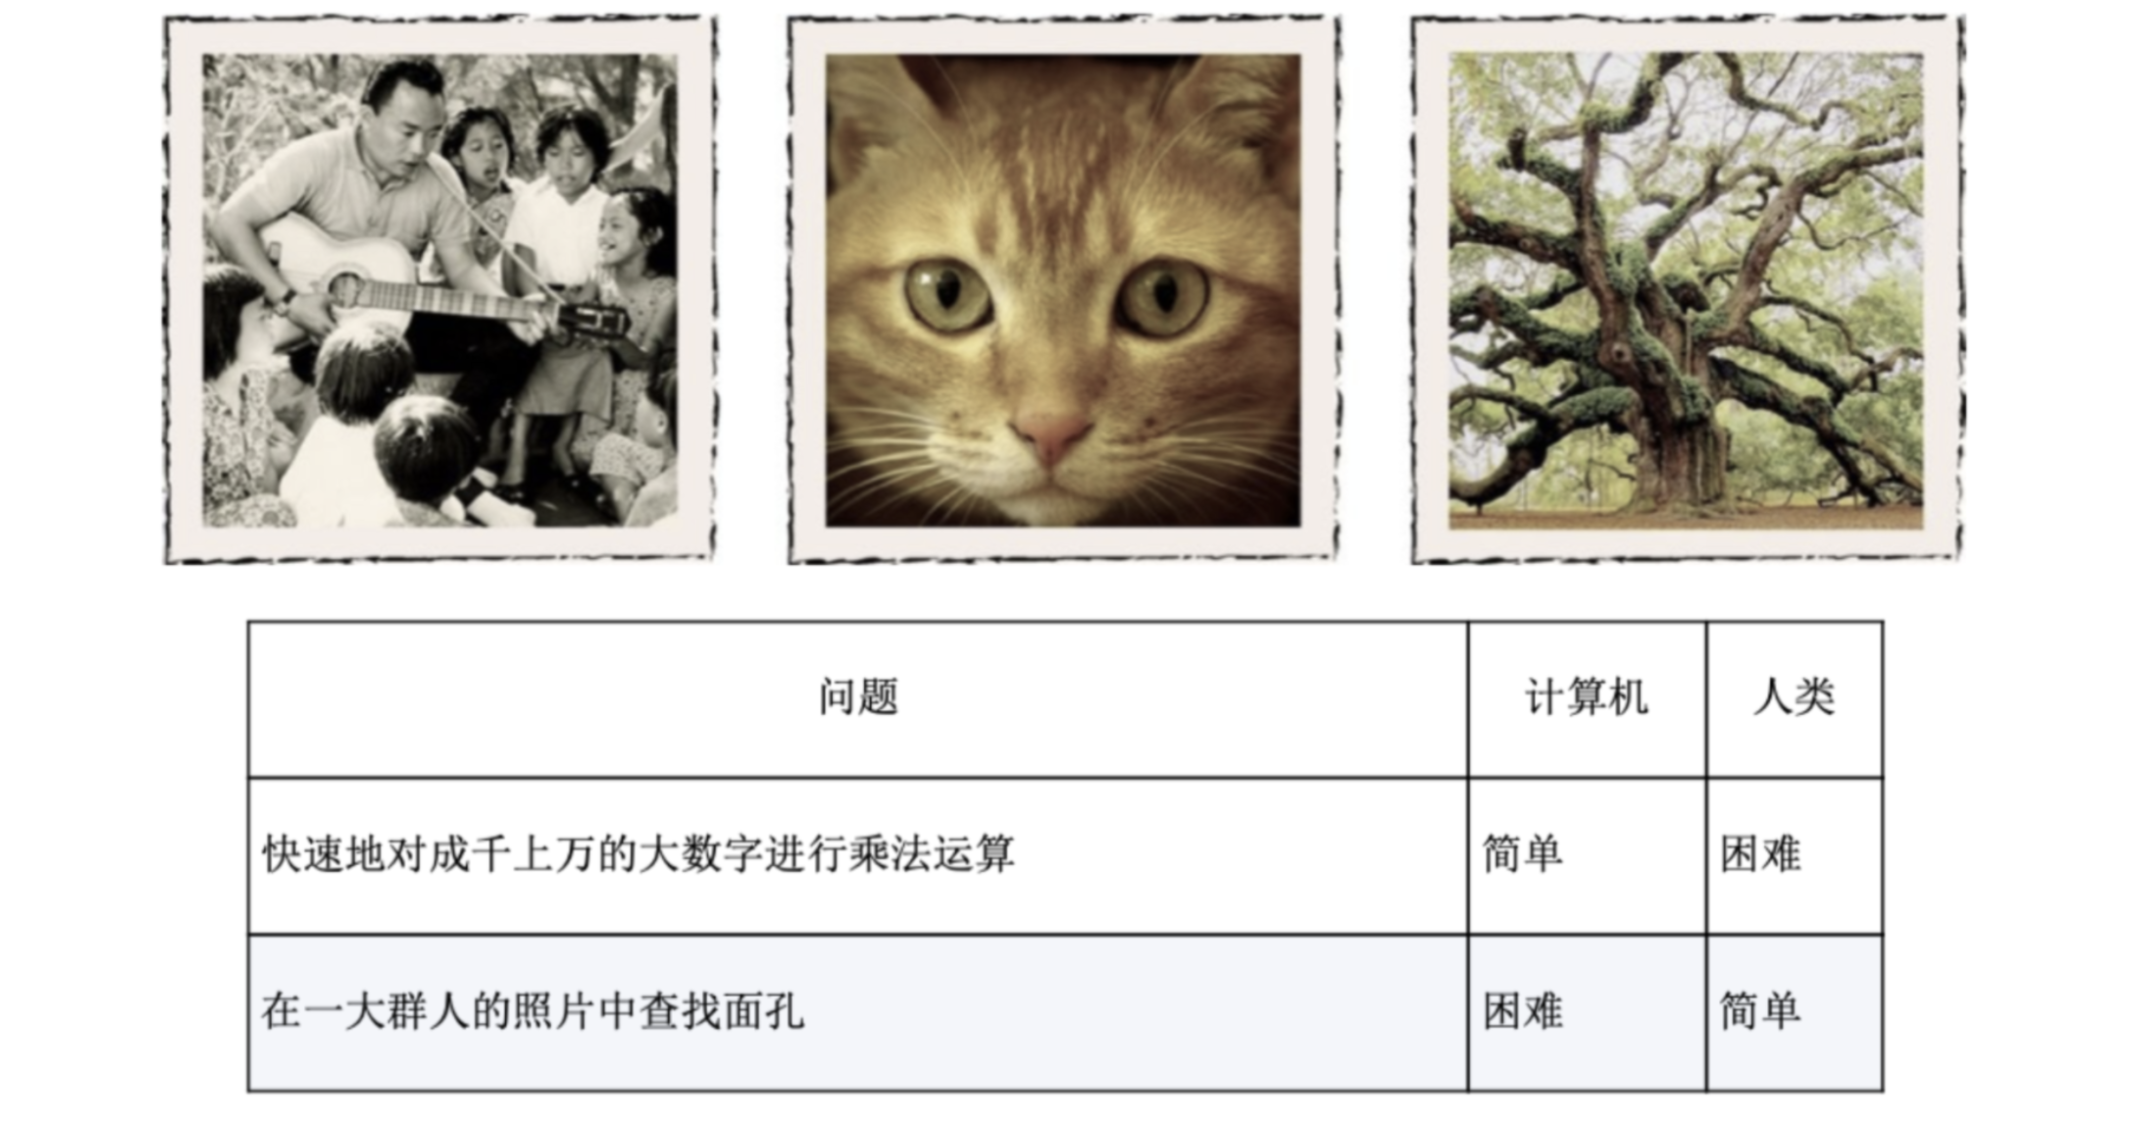 问题 计算机 人类
快速地对成千上万的大数字进行乘法运算 简单 困难
在一大群人的照片中查找面孔 困难 简单